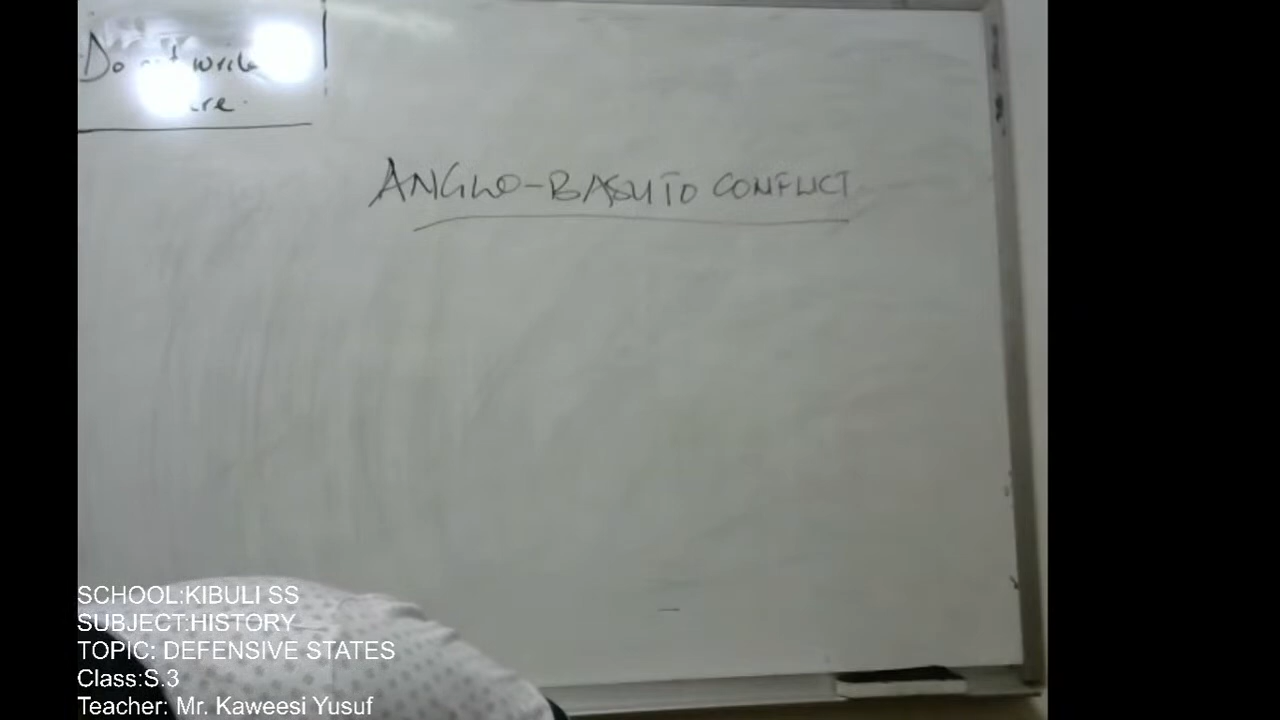 Do not write
here.
ANGLO-BASUTO CONFLICT
SCHOOL:KIBULI SS
SUBJECT:HISTORY
TOPIC: DEFENSIVE STATES
Class:S.3
Teacher: Mr. Kaweesi Yusuf